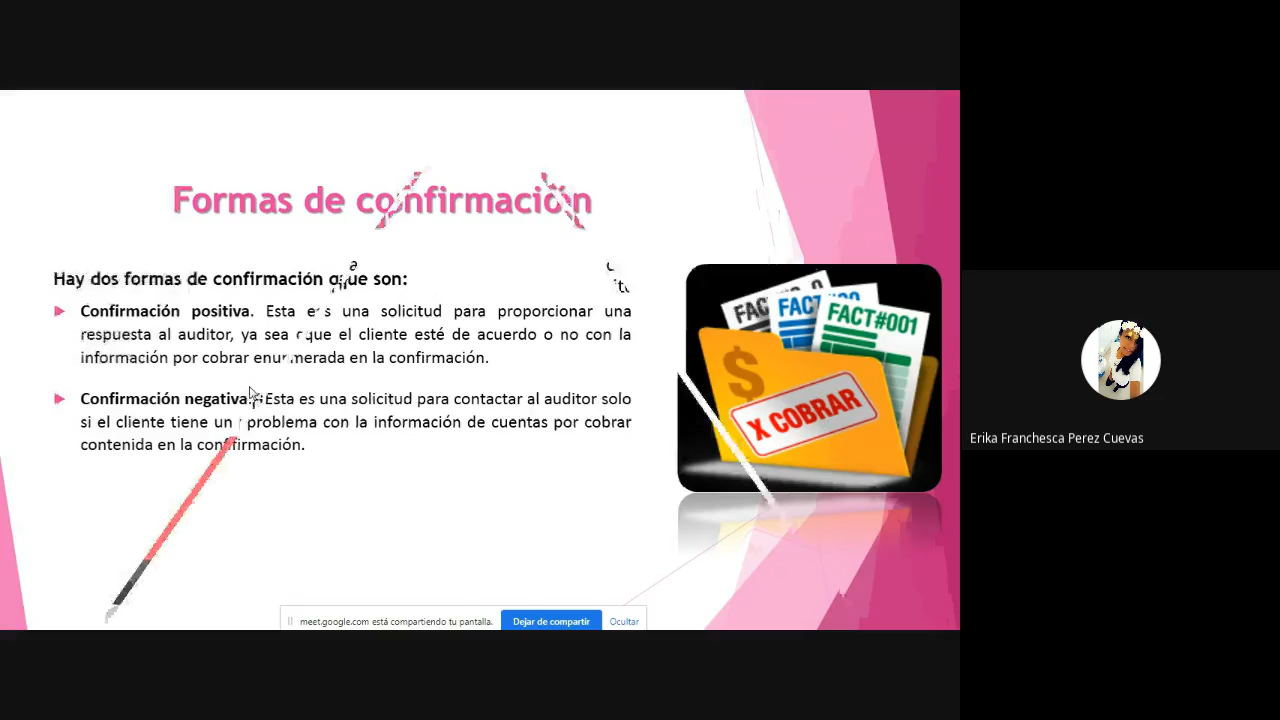 Formas de confirmación
Hay dos formas de confirmación que son:
Confirmación positiva. Esta es una solicitud para proporcionar una
respuesta al auditor, ya sea que el cliente esté de acuerdo o no con la
información por cobrar enumerada en la confirmación.
Confirmación negativa. Esta es una solicitud para contactar al auditor solo
si el cliente tiene un problema con la información de cuentas por cobrar
contenida en la confirmación.
FACT#001
$
X COBRAR
meet.google.com está compartiendo tu pantalla.
Dejar de compartir
Ocultar
Erika Franchesca Perez Cuevas